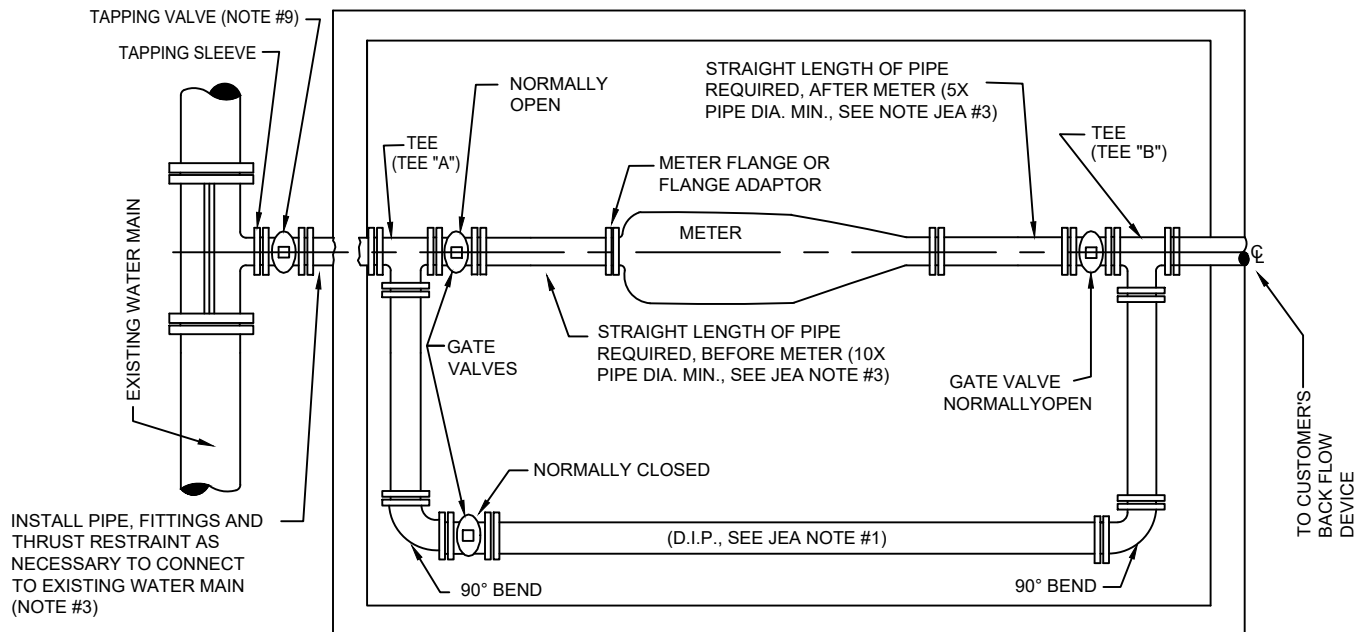 TAPPING VALVE (NOTE #9)
TAPPING SLEEVE
NORMALLY
OPEN
STRAIGHT LENGTH OF PIPE
REQUIRED, AFTER METER (5X
PIPE DIA. MIN., SEE NOTE JEA #3)
TEE
(TEE "A")
METER FLANGE OR
FLANGE ADAPTOR
TEE
(TEE "B")
METER
℄
EXISTING WATER MAIN
GATE
VALVES
STRAIGHT LENGTH OF PIPE
REQUIRED, BEFORE METER (10X
PIPE DIA. MIN., SEE JEA NOTE #3)
GATE VALVE
NORMALLYOPEN
TO CUSTOMER'S
BACK FLOW
DEVICE
NORMALLY CLOSED
INSTALL PIPE, FITTINGS AND
THRUST RESTRAINT AS
NECESSARY TO CONNECT
TO EXISTING WATER MAIN
(NOTE #3)
(D.I.P., SEE JEA NOTE #1)
90° BEND
90° BEND